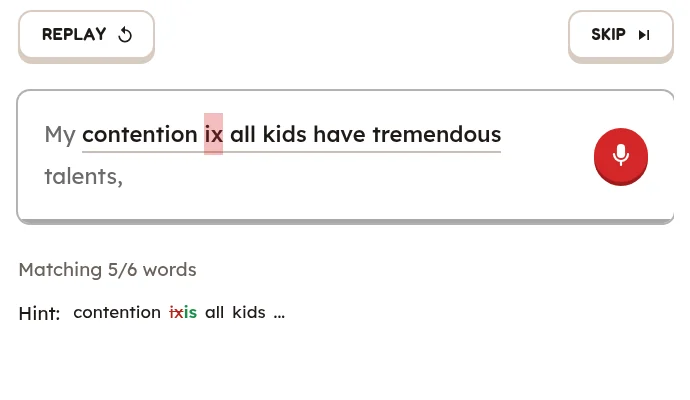 REPLAY SKIP
My contention ix all kids have tremendous
talents,
Matching 5/6 words
Hint: contention ixis all kids ...